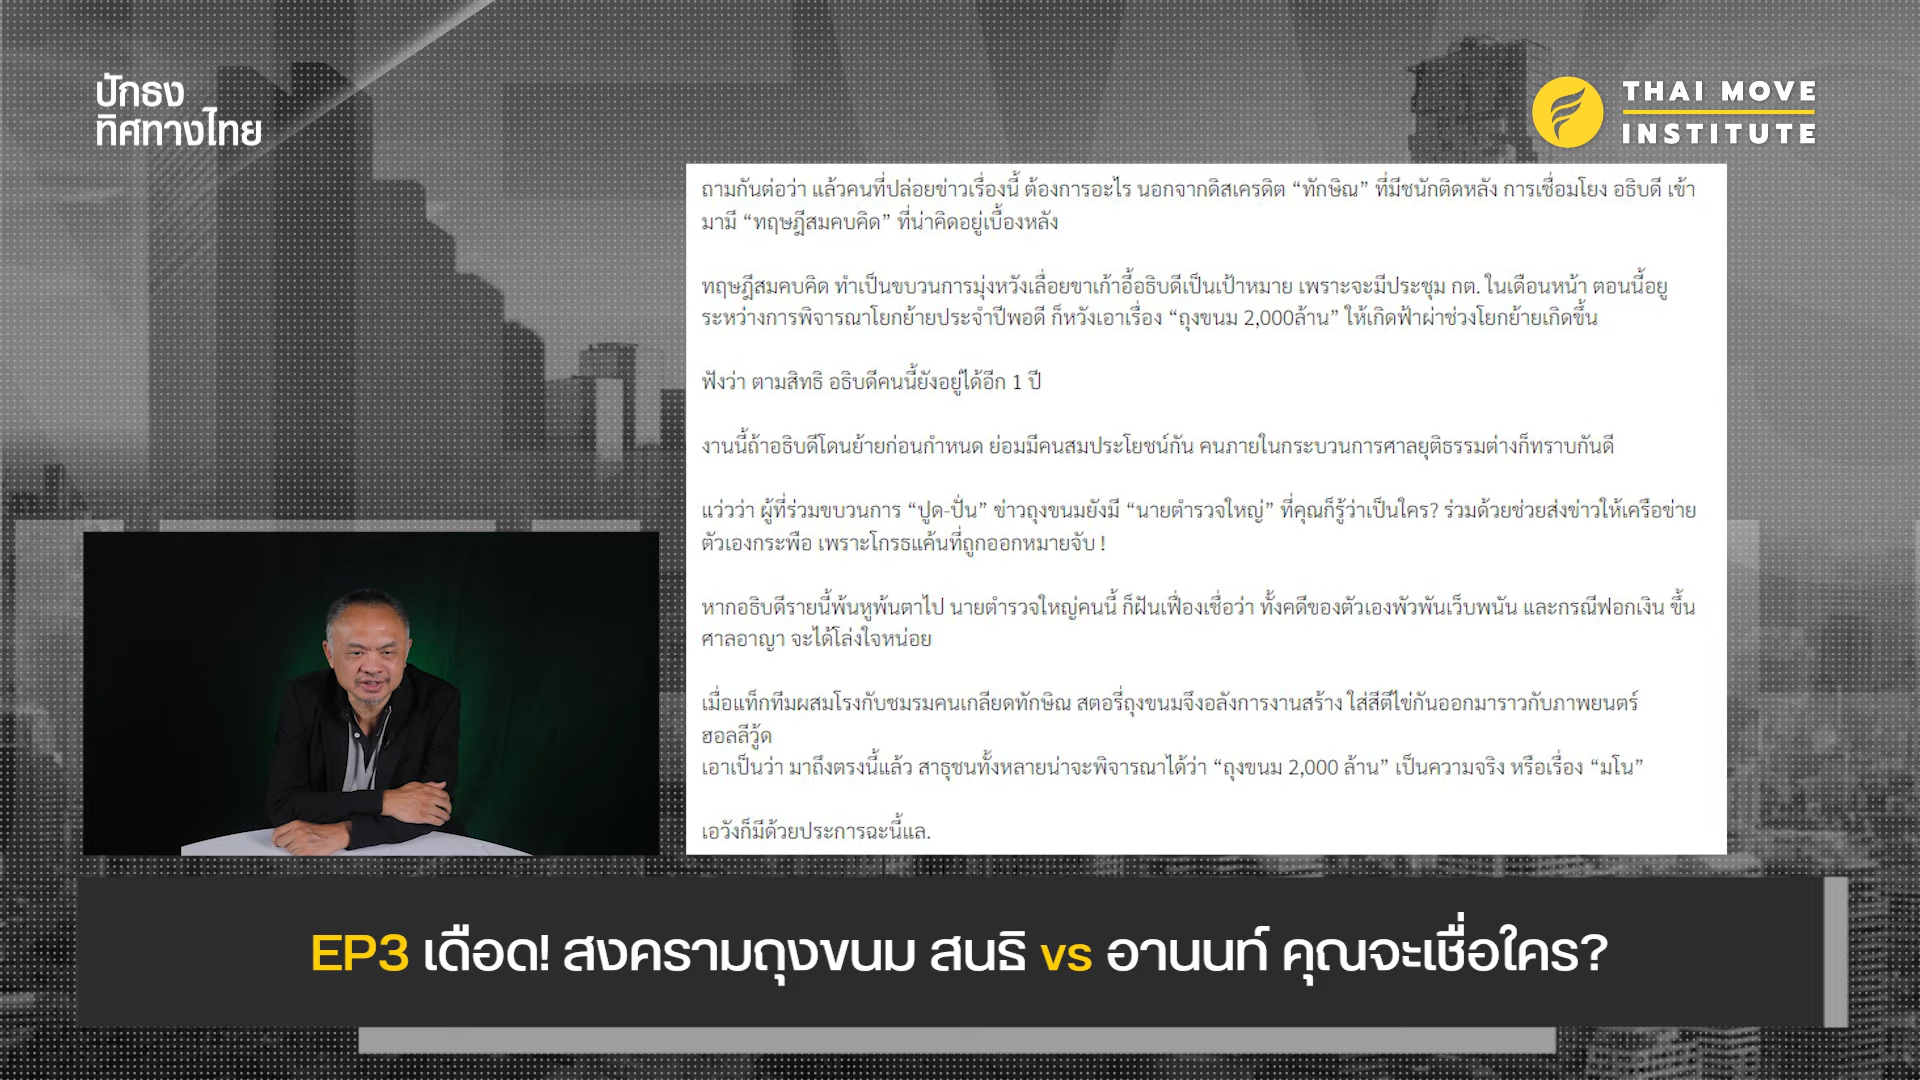 ปักธง
ทิศทางไทย
THAI MOVE
INSTITUTE
ถามกันต่อว่า แล้วคนที่ปล่อยข่าวเรื่องนี้ ต้องการอะไร นอกจากดิสเครดิต “ทักษิณ” ที่มีชนักติดหลัง การเชื่อมโยง อธิบดี เข้า
มามี “ทฤษฎีสมคบคิด” ที่น่าคิดอยู่เบื้องหลัง
ทฤษฎีสมคบคิด ทำเป็นขบวนการมุ่งหวังเลื่อยขาเก้าอี้อธิบดีเป็นเป้าหมาย เพราะจะมีประชุม กต. ในเดือนหน้า ตอนนี้อยู
ระหว่างการพิจารณาโยกย้ายประจำปีพอดี ก็หวังเอาเรื่อง “ถุงขนม 2,000ล้าน” ให้เกิดฟ้าผ่าช่วงโยกย้ายเกิดขึ้น
ฟังว่า ตามสิทธิ อธิบดีคนนี้ยังอยู่ได้อีก 1 ปี
งานนี้ถ้าอธิบดีโดนย้ายก่อนกำหนด ย่อมมีคนสมประโยชน์กัน คนภายในกระบวนการศาลยุติธรรมต่างก็ทราบกันดี
แว่วว่า ผู้ที่ร่วมขบวนการ “ปูด-ปั่น” ข่าวถุงขนมยังมี “นายตำรวจใหญ่” ที่คุณก็รู้ว่าเป็นใคร? ร่วมด้วยช่วยส่งข่าวให้เครือข่าย
ตัวเองกระพือ เพราะโกรธแค้นที่ถูกออกหมายจับ !
หากอธิบดีรายนี้พ้นหูพ้นตาไป นายตำรวจใหญ่คนนี้ ก็ฝันเฟื่องเชื่อว่า ทั้งคดีของตัวเองพัวพันเว็บพนัน และกรณีฟอกเงิน ขึ้น
ศาลอาญา จะได้โล่งใจหน่อย
เมื่อแท็กทีมผสมโรงกับชมรมคนเกลียดทักษิณ สตอรี่ถุงขนมจึงอลังการงานสร้าง ใส่สีตีไข่กันออกมาราวกับภาพยนตร์
ฮอลลีวู้ด
เอาเป็นว่า มาถึงตรงนี้แล้ว สาธุชนทั้งหลายน่าจะพิจารณาได้ว่า “ถุงขนม 2,000 ล้าน” เป็นความจริง หรือเรื่อง “มโน”
เอวังก็มีด้วยประการฉะนี้แล.
EP3 เดือด! สงครามถุงขนม สนธิ vs อานนท์ คุณจะเชื่อใคร?